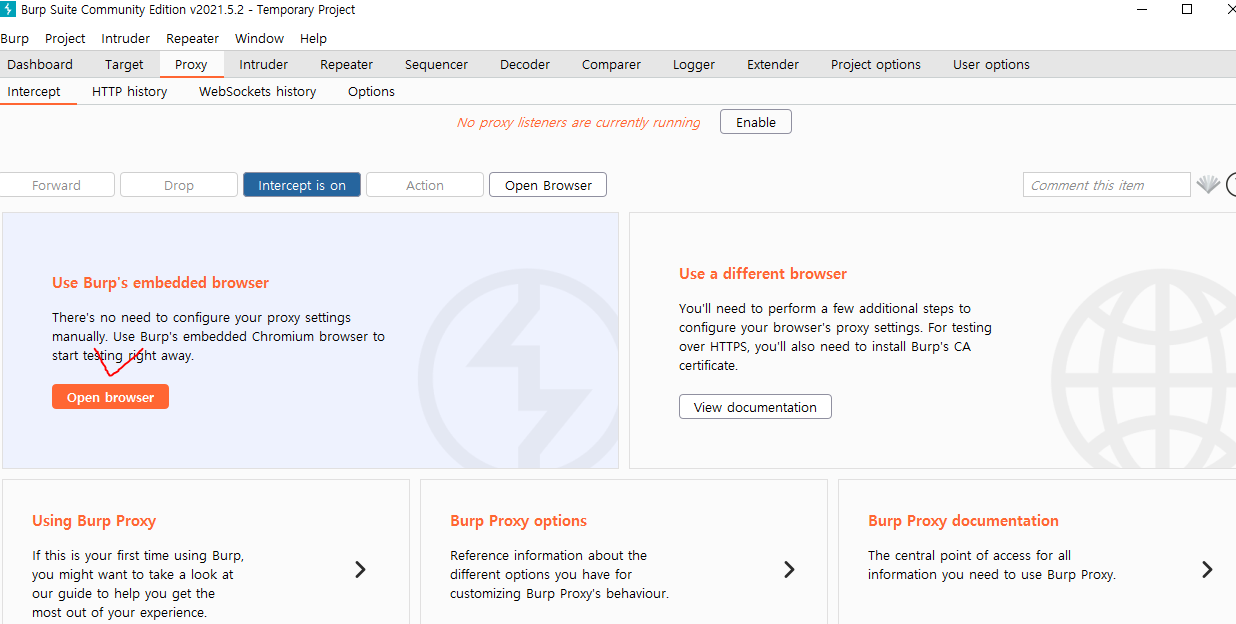 Burp Suite Community Edition v2021.5.2 - Temporary Project
Burp Project Intruder Repeater Window Help
Dashboard Target Proxy Intruder Repeater Sequencer Decoder Comparer Logger Extender Project options User options
Intercept HTTP history WebSockets history Options
No proxy listeners are currently running Enable
Forward Drop Intercept is on Action Open Browser Comment this item
Use Burp's embedded browser
There's no need to configure your proxy settings
manually. Use Burp's embedded Chromium browser to
start testing right away.
Open browser
Use a different browser
You'll need to perform a few additional steps to
configure your browser's proxy settings. For testing
over HTTPS, you'll also need to install Burp's CA
certificate.
View documentation
Using Burp Proxy
If this is your first time using Burp,
you might want to take a look at
our guide to help you get the
most out of your experience.
Burp Proxy options
Reference information about the
different options you have for
customizing Burp Proxy's behaviour.
Burp Proxy documentation
The central point of access for all
information you need to use Burp Proxy.